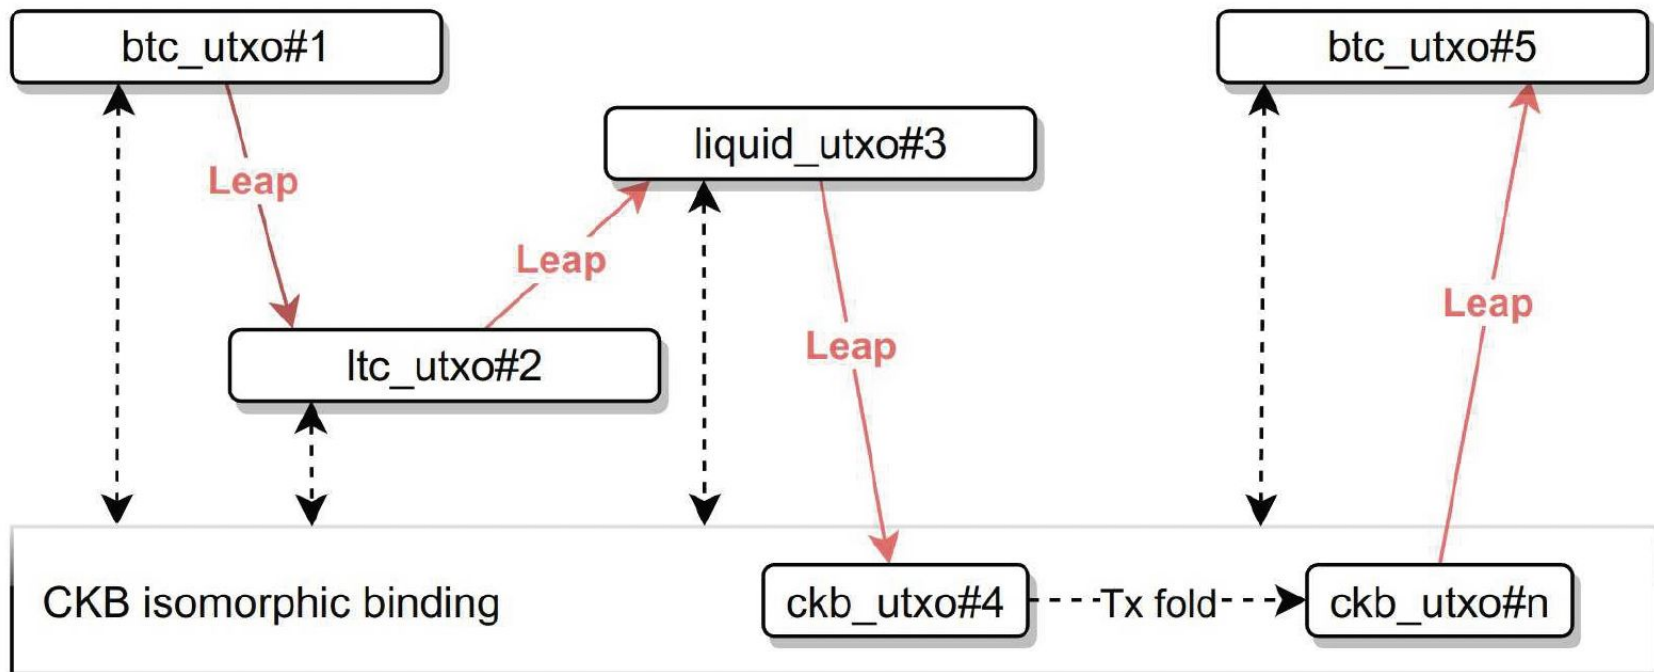 btc_utxo#1
btc_utxo#5
liquid_utxo#3
Leap
Leap
Leap
Leap
ltc_utxo#2
CKB isomorphic binding
ckb_utxo#4
Tx fold
ckb_utxo#n